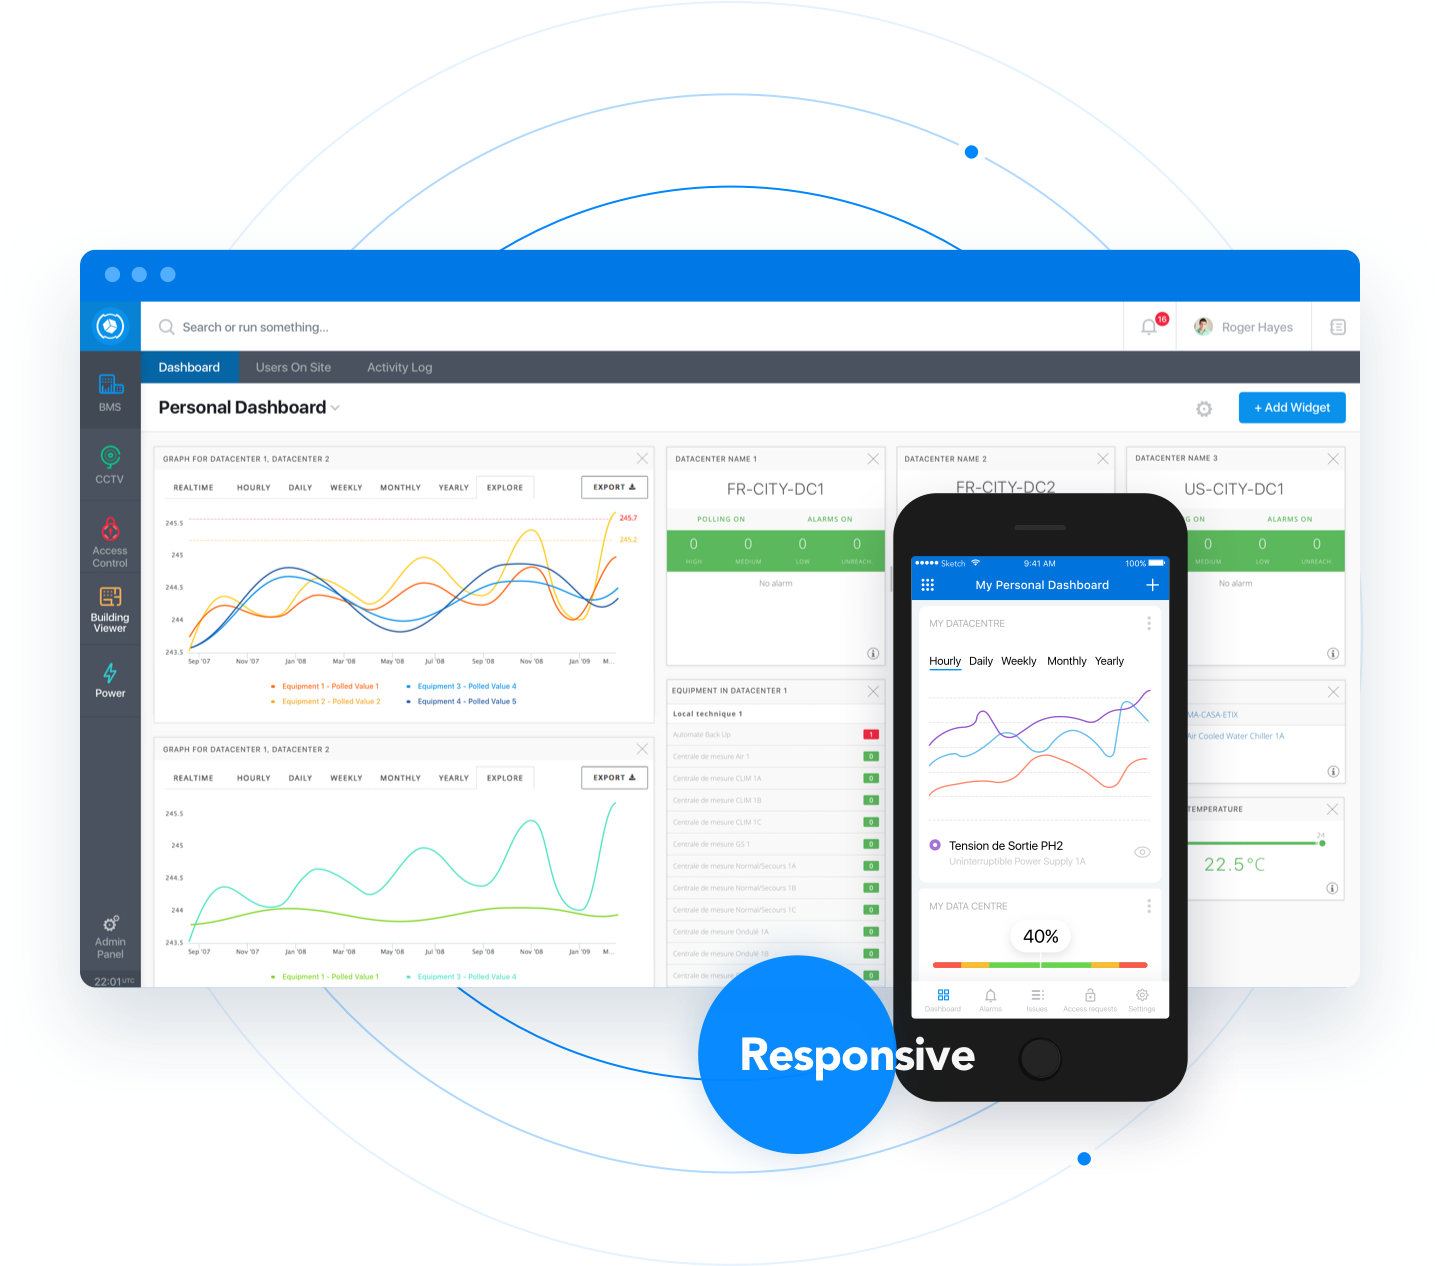 Search or run something...
16
Roger Hayes
Dashboard
Users On Site
Activity Log
Personal Dashboard
+ Add Widget
BMS
CCTV
Access
Control
Building
Viewer
Power
Admin
Panel
22:01 UTC
GRAPH FOR DATACENTER 1, DATACENTER 2
REALTIME HOURLY DAILY WEEKLY MONTHLY YEARLY EXPLORE EXPORT
245.7
245.2
245.5
245
244.5
244
243.5
Sep '07 Nov '07 Jan '08 Mar '08 May '08 Jul '08 Sep '08 Nov '08 Jan '09 M...
Equipment 1 - Polled Value 1 Equipment 3 - Polled Value 4
Equipment 2 - Polled Value 2 Equipment 4 - Polled Value 5
GRAPH FOR DATACENTER 1, DATACENTER 2
REALTIME HOURLY DAILY WEEKLY MONTHLY YEARLY EXPLORE EXPORT
245.5
245
244.5
244
243.5
Sep '07 Nov '07 Jan '08 Mar '08 May '08 Jul '08 Sep '08 Nov '08 Jan '09 M...
Equipment 1 - Polled Value 1 Equipment 3 - Polled Value 4
DATACENTER NAME 1
FR-CITY-DC1
POLLING ON ALARMS ON
0 0 0 0
HIGH MEDIUM LOW UNREACH
No alarm
DATACENTER NAME 2
FR-CITY-DC2
DATACENTER NAME 3
US-CITY-DC1
G ON ALARMS ON
0 0
MEDIUM LOW UNREACH
No alarm
EQUIPMENT IN DATACENTER 1
Local technique 1
Automate Back Up 1
Centrale de mesure Air 1 0
Centrale de mesure CLIM 1A 0
Centrale de mesure CLIM 1B 0
Centrale de mesure CLIM 1C 0
Centrale de mesure GS 1 0
Centrale de mesure Normal/Secours 1A 0
Centrale de mesure Normal/Secours 1B 0
Centrale de mesure Normal/Secours 1C 0
Centrale de mesure Ondulé 1A 0
Centrale de mesure Ondulé 1B 0
Centrale de mesure 0
MA-CASA-ETIX
Air Cooled Water Chiller 1A
TEMPERATURE
24
22.5°C
Sketch 9:41 AM 100%
My Personal Dashboard
MY DATACENTRE
Hourly Daily Weekly Monthly Yearly
Tension de Sortie PH2
Uninterruptible Power Supply 1A
MY DATA CENTRE
40%
Dashboard Alarms Issues Access requests Settings
Responsive